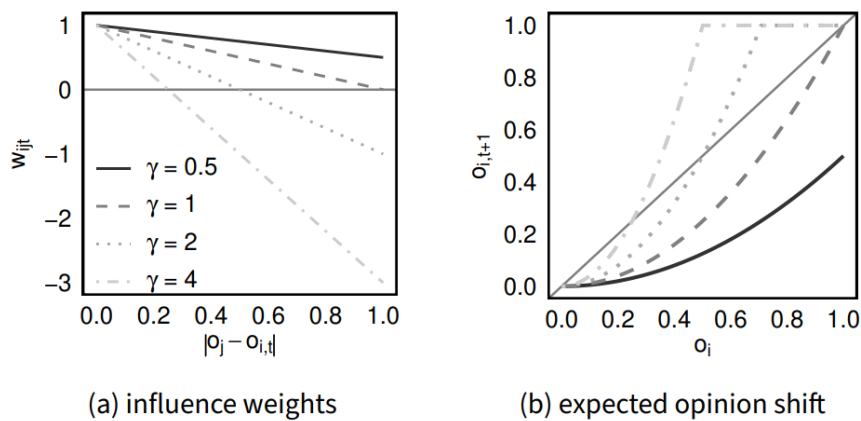 1
0
−1
−2
−3
w_ijt
γ = 0.5
γ = 1
γ = 2
γ = 4
0.0 0.2 0.4 0.6 0.8 1.0
|o_j − o_i,t|
(a) influence weights
1.0
0.8
0.6
0.4
0.2
0.0
o_i,t+1
0.0 0.2 0.4 0.6 0.8 1.0
o_i
(b) expected opinion shift